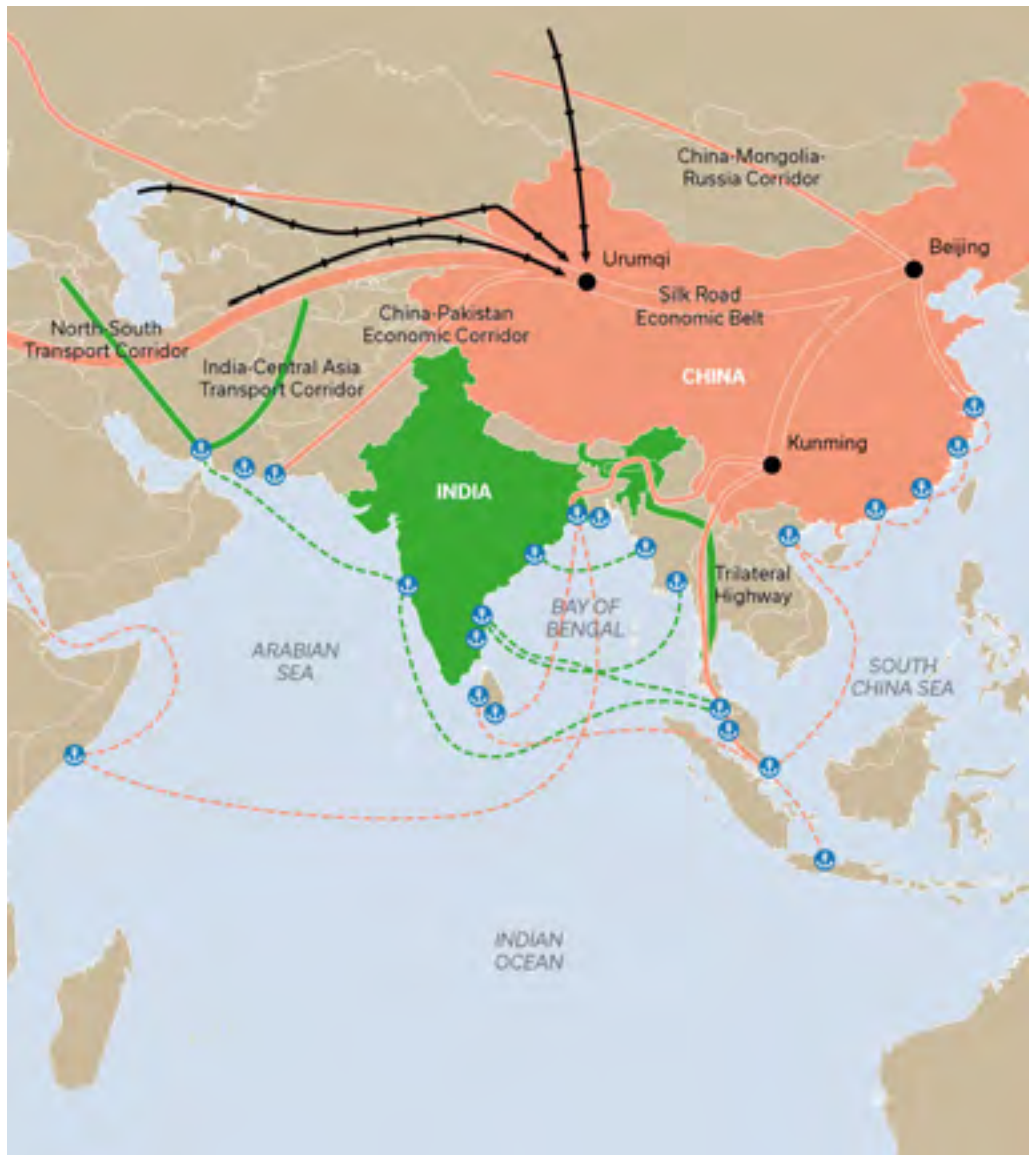 China-Mongolia-
Russia Corridor
Beijing
Urumqi
Silk Road
Economic Belt
China-Pakistan
Economic Corridor
North-South
Transport Corridor
India-Central Asia
Transport Corridor
CHINA
Kunming
INDIA
Trilateral
Highway
BAY OF
BENGAL
ARABIAN
SEA
SOUTH
CHINA SEA
INDIAN
OCEAN